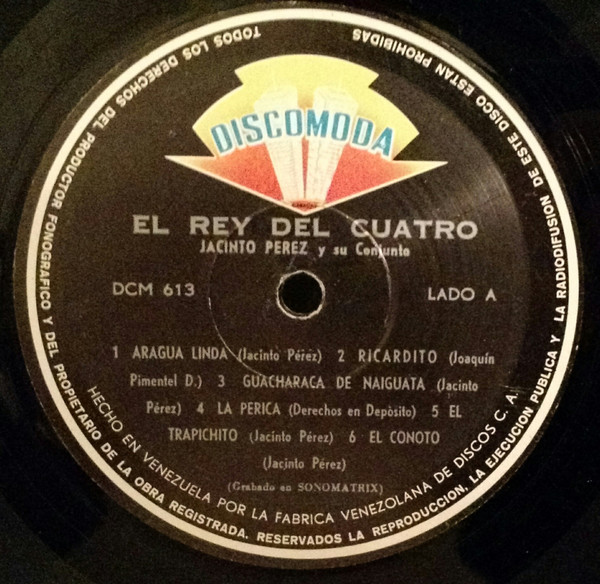 DISCOMODA
EL REY DEL CUATRO
JACINTO PEREZ y su Conjunto
DCM 613
LADO A
1 ARAGUA LINDA (Jacinto Pérez) 2 RICARDITO (Joaquín
Pimentel D.) 3 GUACHARACA DE NAIGUATA (Jacinto
Pérez) 4 LA PERICA (Derechos en Depòsito) 5 EL
TRAPICHITO (Jacinto Pérez) 6 EL CONOTO
(Jacinto Pérez)
(Grabado en SONOMATRIX)
HECHO EN VENEZUELA POR LA FABRICA VENEZOLANA DE DISCOS C. A.
TODOS LOS DERECHOS DEL PRODUCTOR FONOGRAFICO Y DEL PROPIETARIO DE LA OBRA REGISTRADA. RESERVADOS LA REPRODUCCION, LA EJECUCION PUBLICA Y LA RADIODIFUSION DE ESTE DISCO ESTAN PROHIBIDAS